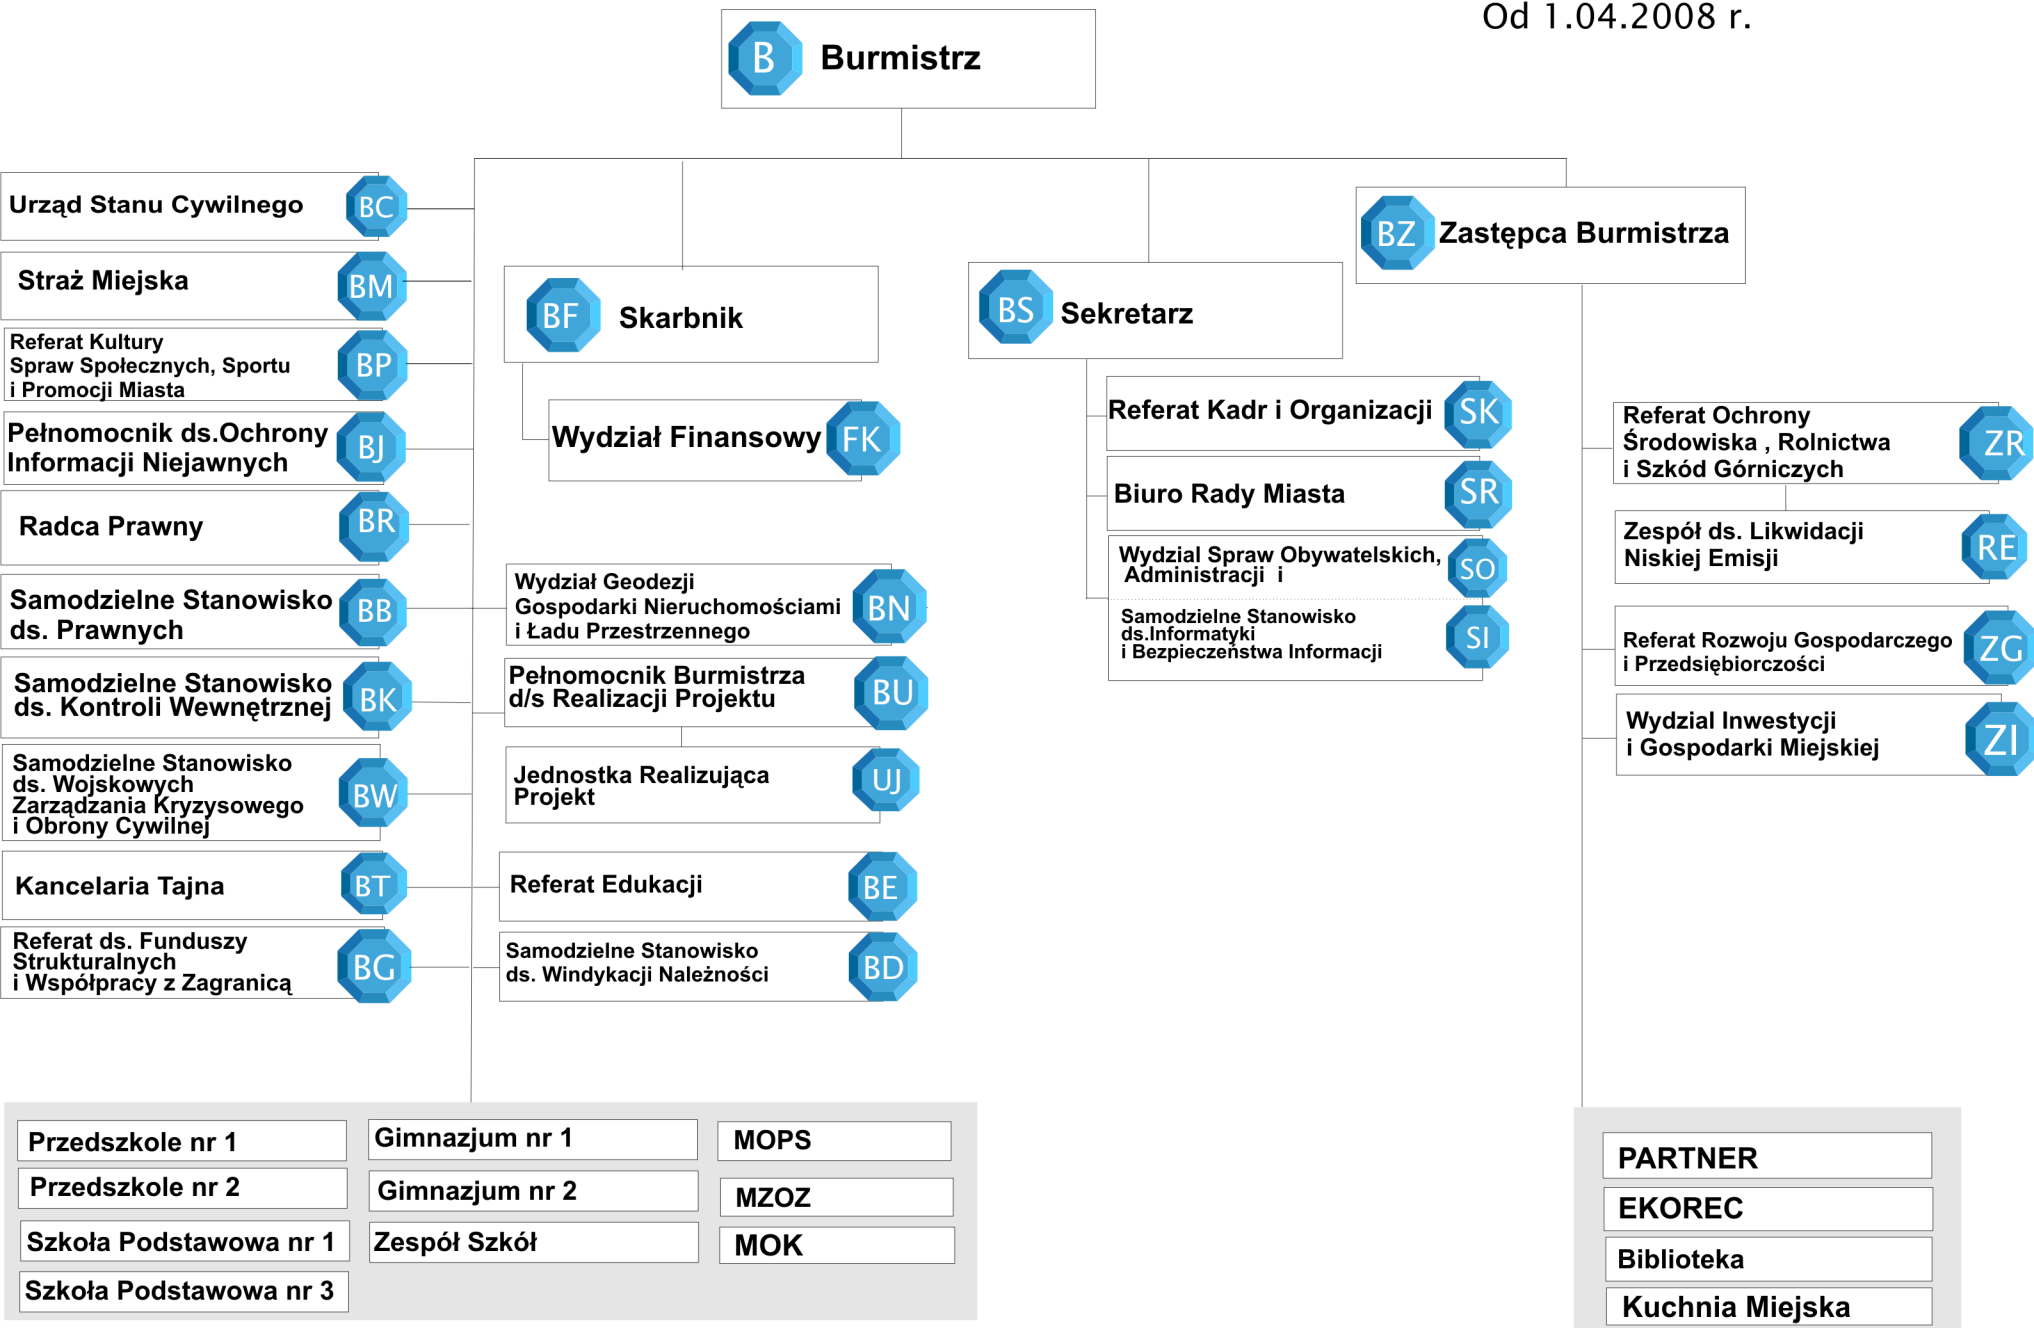 Od 1.04.2008 r.
B
Burmistrz
Urząd Stanu Cywilnego
BC
Straż Miejska
BM
Referat Kultury
Spraw Społecznych, Sportu
i Promocji Miasta
BP
Pełnomocnik ds.Ochrony
Informacji Niejawnych
BJ
Radca Prawny
BR
Samodzielne Stanowisko
ds. Prawnych
BB
Samodzielne Stanowisko
ds. Kontroli Wewnętrznej
BK
Samodzielne Stanowisko
ds. Wojskowych
Zarządzania Kryzysowego
i Obrony Cywilnej
BW
Kancelaria Tajna
BT
Referat ds. Funduszy
Strukturalnych
i Współpracy z Zagranicą
BG
BF
Skarbnik
Wydział Finansowy
FK
Wydział Geodezji
Gospodarki Nieruchomościami
i Ładu Przestrzennego
BN
Pełnomocnik Burmistrza
d/s Realizacji Projektu
BU
Jednostka Realizująca
Projekt
UJ
Referat Edukacji
BE
Samodzielne Stanowisko
ds. Windykacji Należności
BD
BS
Sekretarz
Referat Kadr i Organizacji
SK
Biuro Rady Miasta
SR
Wydzial Spraw Obywatelskich,
Administracji i
SO
Samodzielne Stanowisko
ds.Informatyki
i Bezpieczeństwa Informacji
SI
BZ
Zastępca Burmistrza
Referat Ochrony
Środowiska , Rolnictwa
i Szkód Górniczych
ZR
Zespół ds. Likwidacji
Niskiej Emisji
RE
Referat Rozwoju Gospodarczego
i Przedsiębiorczości
ZG
Wydzial Inwestycji
i Gospodarki Miejskiej
ZI
Przedszkole nr 1
Przedszkole nr 2
Szkoła Podstawowa nr 1
Szkoła Podstawowa nr 3
Gimnazjum nr 1
Gimnazjum nr 2
Zespół Szkół
MOPS
MZOZ
MOK
PARTNER
EKOREC
Biblioteka
Kuchnia Miejska